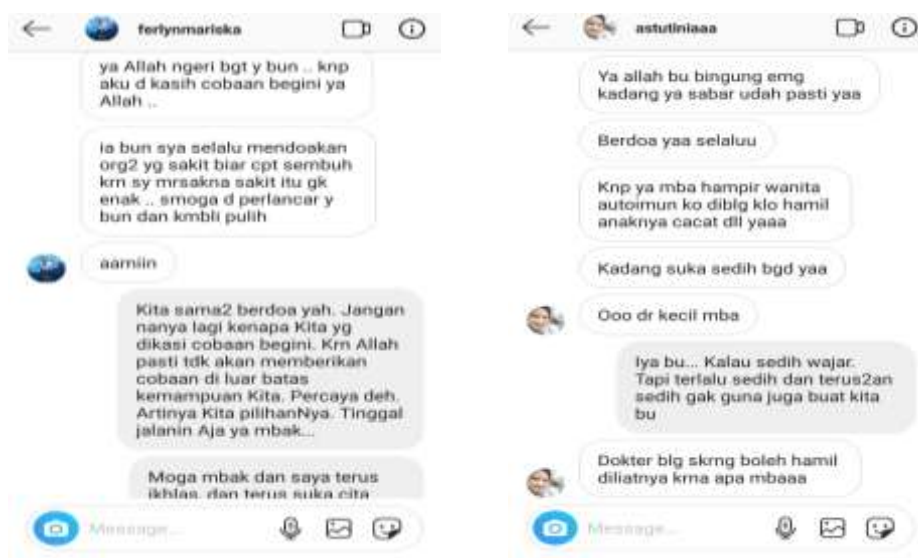 ferlynmariska
ya Allah ngeri bgt y bun .. knp
aku d kasih cobaan begini ya
Allah ..
ia bun sya selalu mendoakan
org2 yg sakit biar cpt sembuh
krn sy mrsakna sakit itu gk
enak .. smoga d perlancar y
bun dan kmbli pulih
aamiin
Kita sama2 berdoa yah. Jangan
nanya lagi kenapa Kita yg
dikasi cobaan begini. Krn Allah
pasti tdk akan memberikan
cobaan di luar batas
kemampuan Kita. Percaya deh.
Artinya Kita pilihanNya. Tinggal
jalanin Aja ya mbak...
Moga mbak dan saya terus
ikhlas, dan terus suka cita
Message...
astutiniaaa
Ya allah bu bingung emg
kadang ya sabar udah pasti yaa
Berdoa yaa selaluu
Knp ya mba hampir wanita
autoimun ko diblg klo hamil
anaknya cacat dll yaaa
Kadang suka sedih bgd yaa
Ooo dr kecil mba
Iya bu... Kalau sedih wajar.
Tapi terlalu sedih dan terus2an
sedih gak guna juga buat kita
bu
Dokter blg skrng boleh hamil
diliatnya krna apa mbaaa
Message...